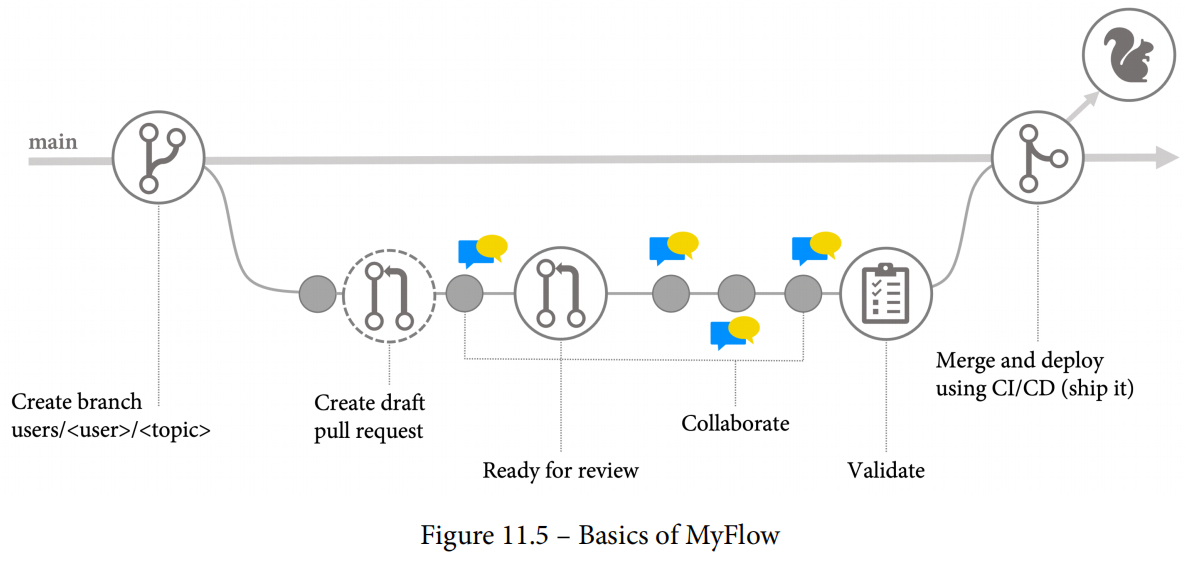 main
Create branch
users/<user>/<topic>
Create draft
pull request
Ready for review
Collaborate
Validate
Merge and deploy
using CI/CD (ship it)
Figure 11.5 – Basics of MyFlow